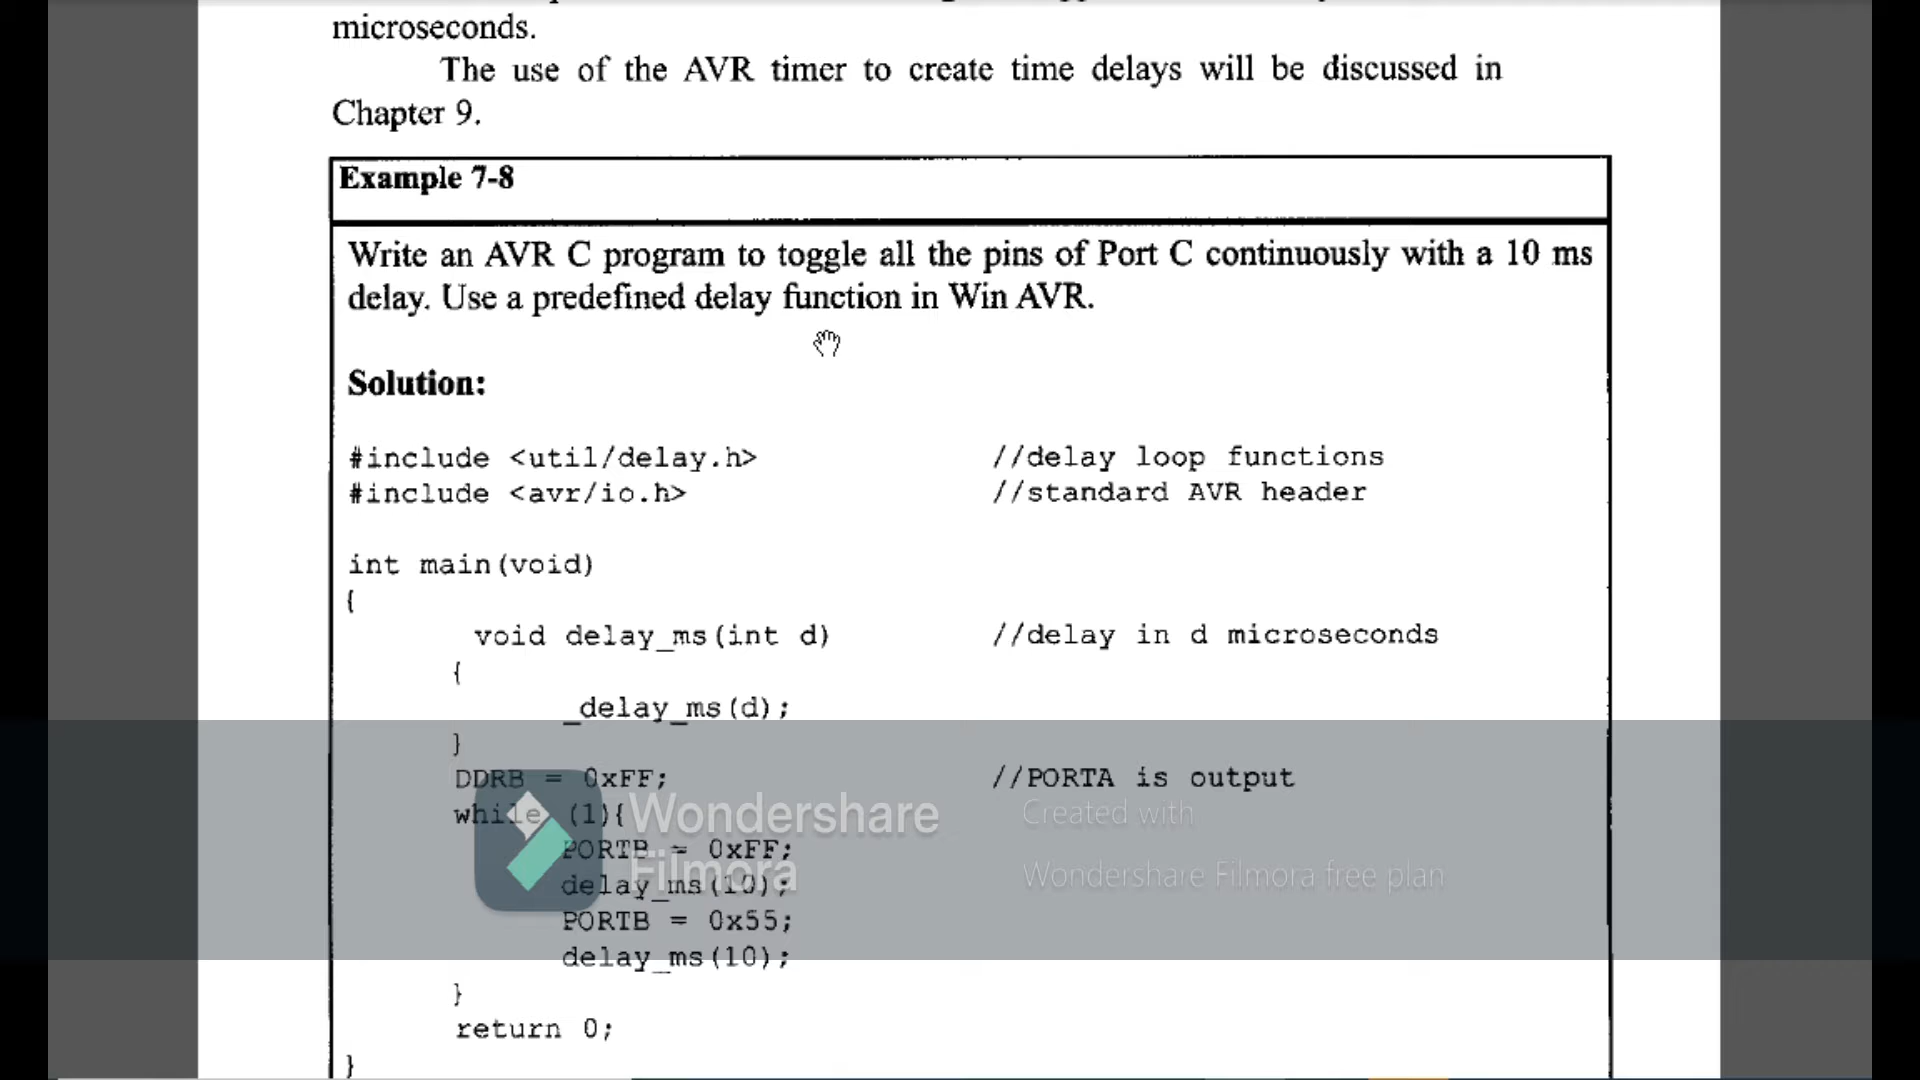 microseconds.
The use of the AVR timer to create time delays will be discussed in
Chapter 9.
Example 7-8
Write an AVR C program to toggle all the pins of Port C continuously with a 10 ms
delay. Use a predefined delay function in Win AVR.
Solution:
#include <util/delay.h> //delay loop functions
#include <avr/io.h> //standard AVR header
int main(void)
{
void delay_ms(int d) //delay in d microseconds
{
_delay_ms(d);
}
DDRB = 0xFF; //PORTA is output
while (1){
PORTB = 0xFF;
delay_ms(10);
PORTB = 0x55;
delay_ms(10);
}
return 0;
}
Wondershare
Filmora
Created with
Wondershare Filmora free plan